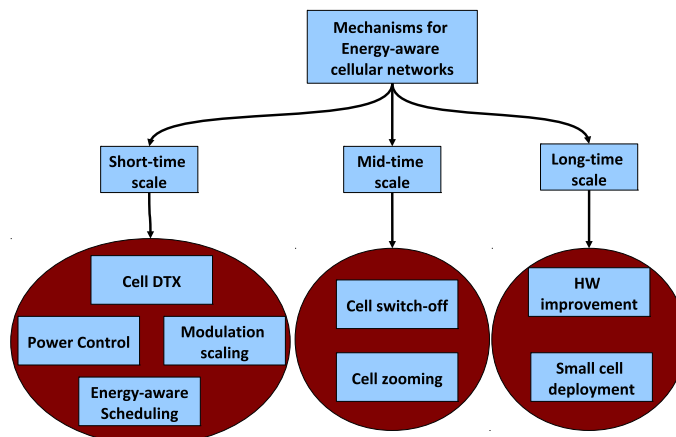 Mechanisms for
Energy-aware
cellular networks
Short-time
scale
Mid-time
scale
Long-time
scale
Cell DTX
Power Control
Modulation
scaling
Energy-aware
Scheduling
Cell switch-off
Cell zooming
HW
improvement
Small cell
deployment